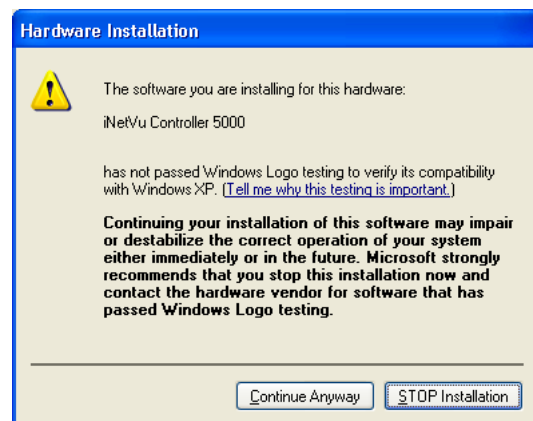 Hardware Installation
The software you are installing for this hardware:
iNetVu Controller 5000
has not passed Windows Logo testing to verify its compatibility
with Windows XP. (Tell me why this testing is important.)
Continuing your installation of this software may impair
or destabilize the correct operation of your system
either immediately or in the future. Microsoft strongly
recommends that you stop this installation now and
contact the hardware vendor for software that has
passed Windows Logo testing.
Continue Anyway
STOP Installation